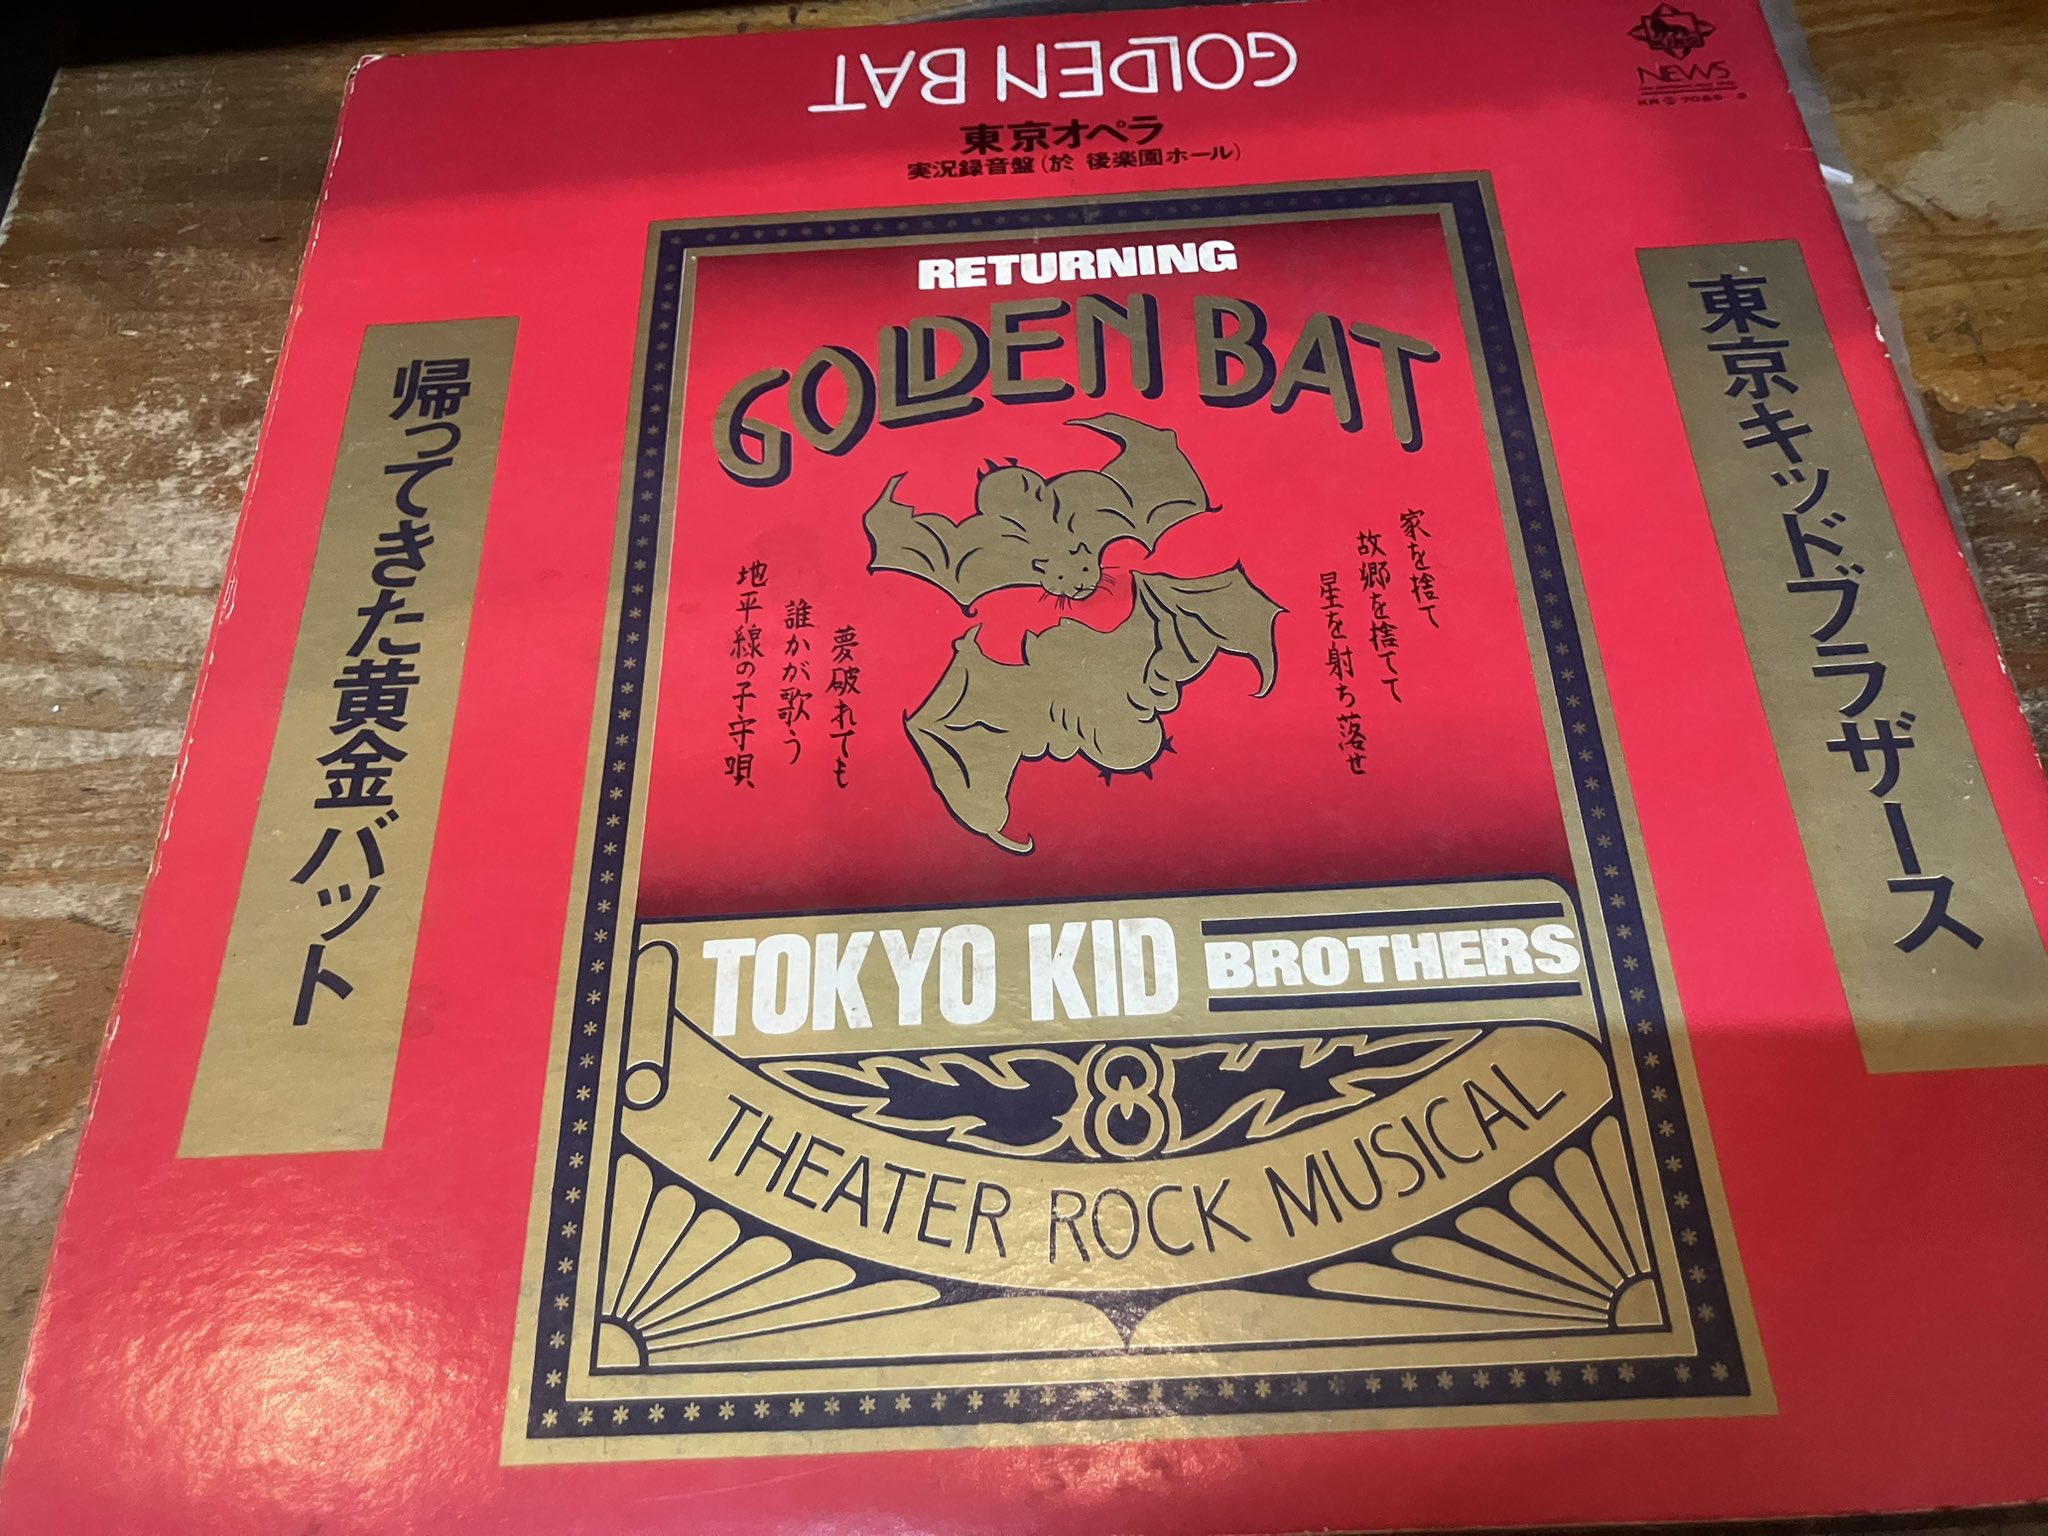 GOLDEN BAT
NEWS
東京オペラ
実況録音盤(於 後楽園ホール)
東京キッドブラザース
RETURNING
GOLDEN BAT
家を捨て
故郷を捨てて
星を射ち落せ
夢破れても
誰かが歌う
地平線の子守唄
帰ってきた黄金バット
TOKYO KID BROTHERS
8
THEATER ROCK MUSICAL